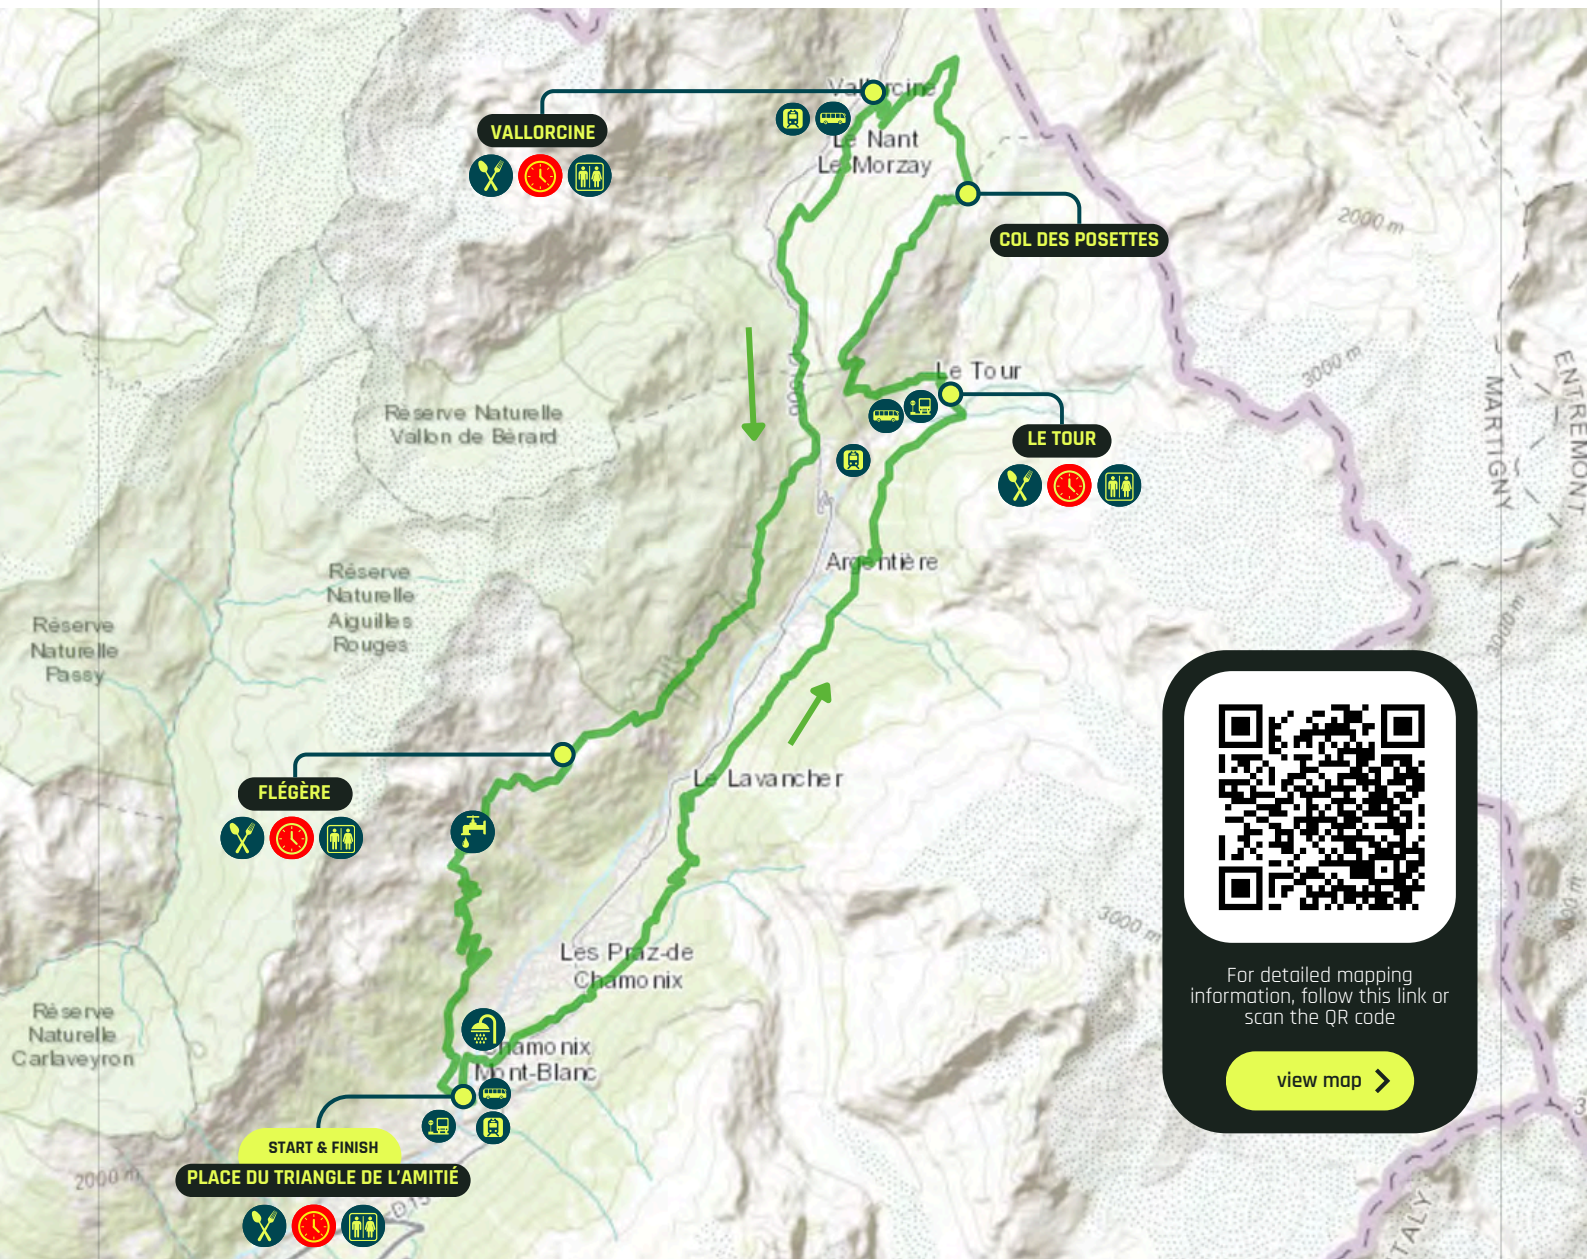 Vallorcine
VALLORCINE
Le Nant
Le Morzay
COL DES POSETTES
2000 m
3000 m
MARTIGNY
ENTREMONT
Le Tour
LE TOUR
Réserve Naturelle
Vallon de Bérard
Argentière
Réserve
Naturelle
Aiguilles
Rouges
Réserve
Naturelle
Passy
3000 m
Le Lavancher
FLÉGÈRE
3000 m
Les Praz-de
Chamonix
Réserve
Naturelle
Carlaveyron
Chamonix
Mont-Blanc
START & FINISH
PLACE DU TRIANGLE DE L'AMITIÉ
2000 m
For detailed mapping
information, follow this link or
scan the QR code
view map